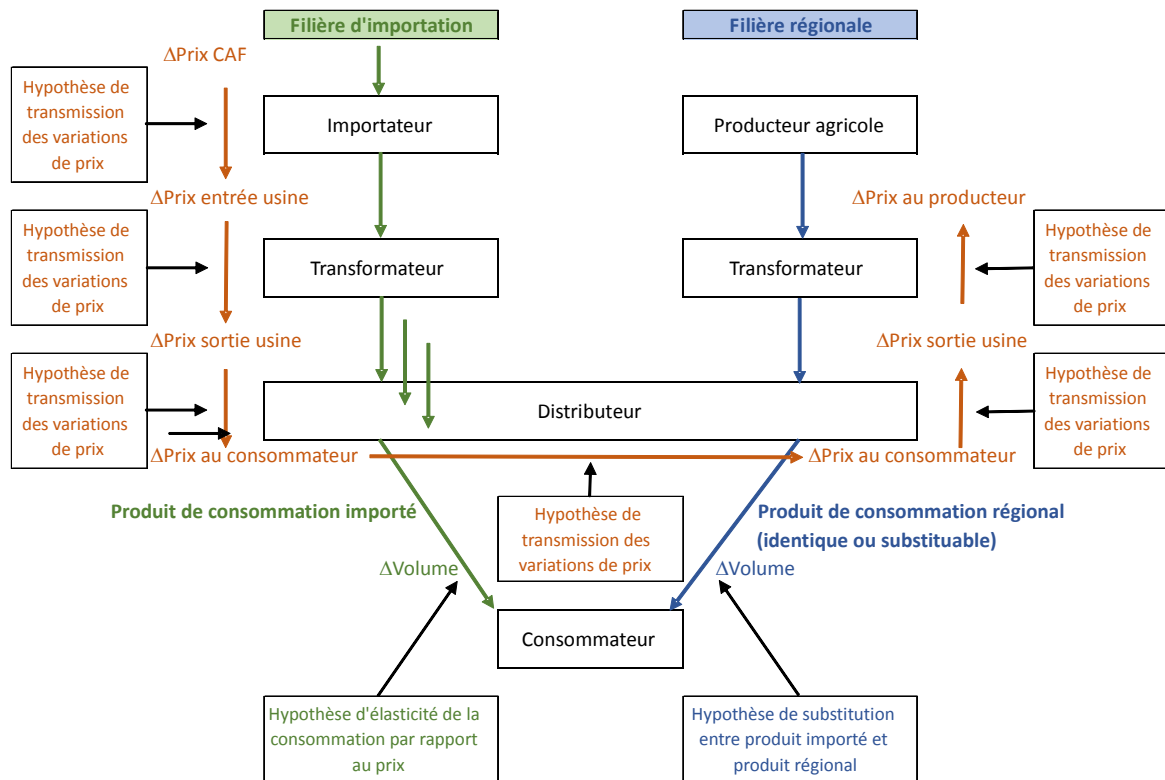 Filière d'importation
Filière régionale
ΔPrix CAF
Hypothèse de
transmission
des variations
de prix
Importateur
Producteur agricole
ΔPrix entrée usine
ΔPrix au producteur
Hypothèse de
transmission
des variations
de prix
Transformateur
Transformateur
Hypothèse de
transmission
des variations
de prix
ΔPrix sortie usine
ΔPrix sortie usine
Hypothèse de
transmission
des variations
de prix
Distributeur
Hypothèse de
transmission
des variations
de prix
ΔPrix au consommateur
ΔPrix au consommateur
Produit de consommation importé
Hypothèse de
transmission des
variations de prix
Produit de consommation régional
(identique ou substituable)
ΔVolume
ΔVolume
Consommateur
Hypothèse d'élasticité de la
consommation par rapport
au prix
Hypothèse de substitution
entre produit importé et
produit régional